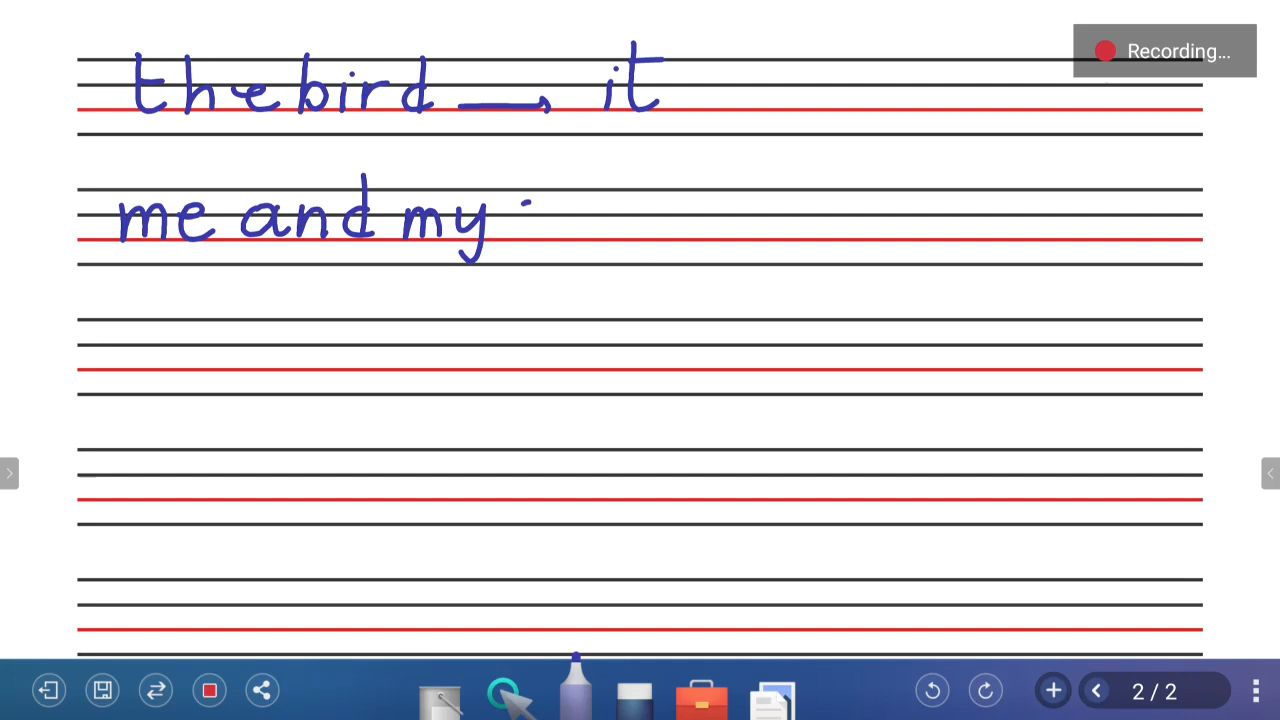 Recording...
the bird → it
me and my
2 / 2